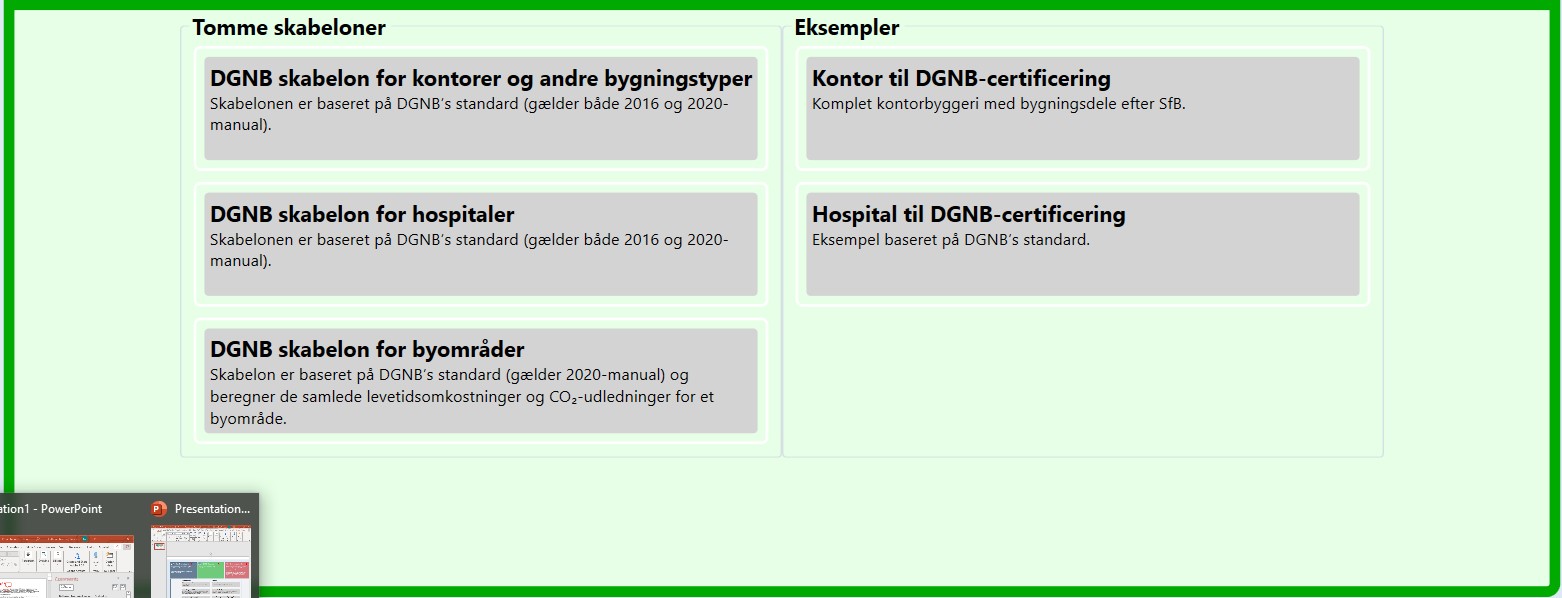 Tomme skabeloner
DGNB skabelon for kontorer og andre bygningstyper
Skabelonen er baseret på DGNB's standard (gælder både 2016 og 2020-
manual).
DGNB skabelon for hospitaler
Skabelonen er baseret på DGNB's standard (gælder både 2016 og 2020-
manual).
DGNB skabelon for byområder
Skabelon er baseret på DGNB's standard (gælder 2020-manual) og
beregner de samlede levetidsomkostninger og CO₂-udledninger for et
byområde.
Eksempler
Kontor til DGNB-certificering
Komplet kontorbyggeri med bygningsdele efter SfB.
Hospital til DGNB-certificering
Eksempel baseret på DGNB's standard.
ation1 - PowerPoint
Presentation...
Comments